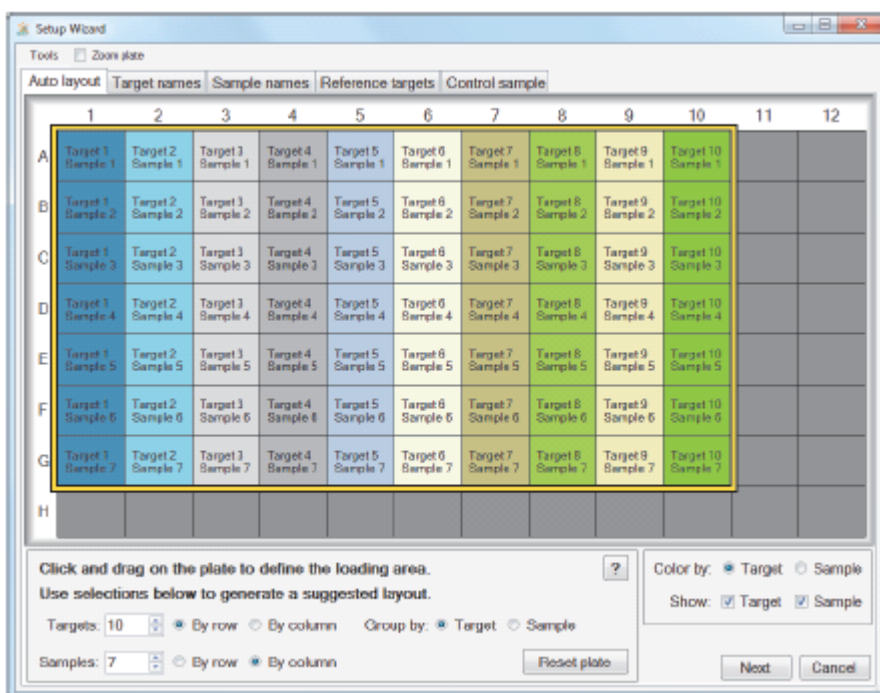 Setup Wizard
Tools Zoom plate
Auto layout Target names Sample names Reference targets Control sample
1 2 3 4 5 6 7 8 9 10 11 12
A Target 1 Target 2 Target 3 Target 4 Target 5 Target 6 Target 7 Target 8 Target 9 Target 10
Sample 1 Sample 1 Sample 1 Sample 1 Sample 1 Sample 1 Sample 1 Sample 1 Sample 1 Sample 1
B Target 1 Target 2 Target 3 Target 4 Target 5 Target 6 Target 7 Target 8 Target 9 Target 10
Sample 2 Sample 2 Sample 2 Sample 2 Sample 2 Sample 2 Sample 2 Sample 2 Sample 2 Sample 2
C Target 1 Target 2 Target 3 Target 4 Target 5 Target 6 Target 7 Target 8 Target 9 Target 10
Sample 3 Sample 3 Sample 3 Sample 3 Sample 3 Sample 3 Sample 3 Sample 3 Sample 3 Sample 3
D Target 1 Target 2 Target 3 Target 4 Target 5 Target 6 Target 7 Target 8 Target 9 Target 10
Sample 4 Sample 4 Sample 4 Sample 4 Sample 4 Sample 4 Sample 4 Sample 4 Sample 4 Sample 4
E Target 1 Target 2 Target 3 Target 4 Target 5 Target 6 Target 7 Target 8 Target 9 Target 10
Sample 5 Sample 5 Sample 5 Sample 5 Sample 5 Sample 5 Sample 5 Sample 5 Sample 5 Sample 5
F Target 1 Target 2 Target 3 Target 4 Target 5 Target 6 Target 7 Target 8 Target 9 Target 10
Sample 6 Sample 6 Sample 6 Sample 6 Sample 6 Sample 6 Sample 6 Sample 6 Sample 6 Sample 6
G Target 1 Target 2 Target 3 Target 4 Target 5 Target 6 Target 7 Target 8 Target 9 Target 10
Sample 7 Sample 7 Sample 7 Sample 7 Sample 7 Sample 7 Sample 7 Sample 7 Sample 7 Sample 7
H
Click and drag on the plate to define the loading area. ?
Use selections below to generate a suggested layout.
Targets: 10 By row By column Group by: Target Sample
Samples: 7 By row By column Reset plate
Color by: Target Sample
Show: Target Sample
Next Cancel